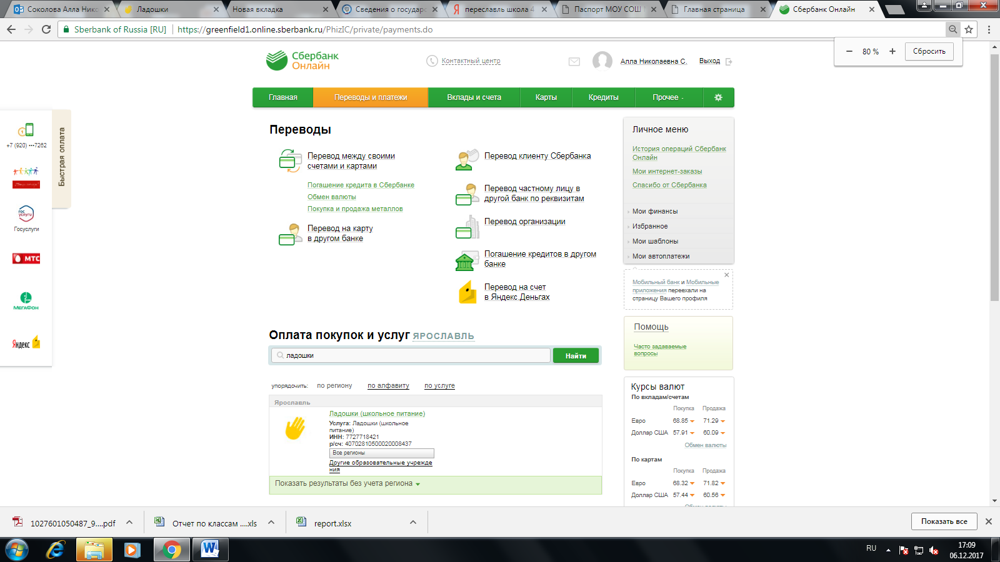 Соколова Алла Нико
Ладошки
Новая вкладка
Сведения о государс
переславль школа 4
Паспорт МОУ СОШ
Главная страница
Сбербанк Онлайн
Sberbank of Russia [RU]
https://greenfield1.online.sberbank.ru/PhizIC/private/payments.do
80 %
Сбросить
Сбербанк
Онлайн
Контактный центр
Алла Николаевна С.
Выход
Главная
Переводы и платежи
Вклады и счета
Карты
Кредиты
Прочее
Быстрая оплата
+7 (920) •••7262
гос
услуги
Госуслуги
МТС
МегаФон
Яндекс
Переводы
Перевод между своими
счетами и картами
Погашение кредита в Сбербанке
Обмен валюты
Покупка и продажа металлов
Перевод на карту
в другом банке
Перевод клиенту Сбербанка
Перевод частному лицу в
другой банк по реквизитам
Перевод организации
Погашение кредитов в другом
банке
Перевод на счет
в Яндекс.Деньгах
Оплата покупок и услуг ЯРОСЛАВЛЬ
ладошки
Найти
упорядочить:
по региону
по алфавиту
по услуге
Ярославль
Ладошки (школьное питание)
Услуга: Ладошки (школьное
питание)
ИНН: 7727718421
р/сч: 40702810500020008437
Все регионы
Другие образовательные учрежде
ния
Показать результаты без учета региона
Личное меню
История операций Сбербанк
Онлайн
Мои интернет-заказы
Спасибо от Сбербанка
Мои финансы
Избранное
Мои шаблоны
Мои автоплатежи
Мобильный банк и Мобильные
приложения переехали на
страницу Вашего профиля
Помощь
Часто задаваемые
вопросы
Курсы валют
По вкладам/счетам
Покупка Продажа
Евро 68.85 71.29
Доллар США 57.91 60.09
Обмен валюты
По картам
Покупка Продажа
Евро 68.32 71.82
Доллар США 57.44 60.56
Обмен валюты
1027601050487_9....pdf
Отчет по классам ....xls
report.xlsx
Показать все
RU
17:09
06.12.2017